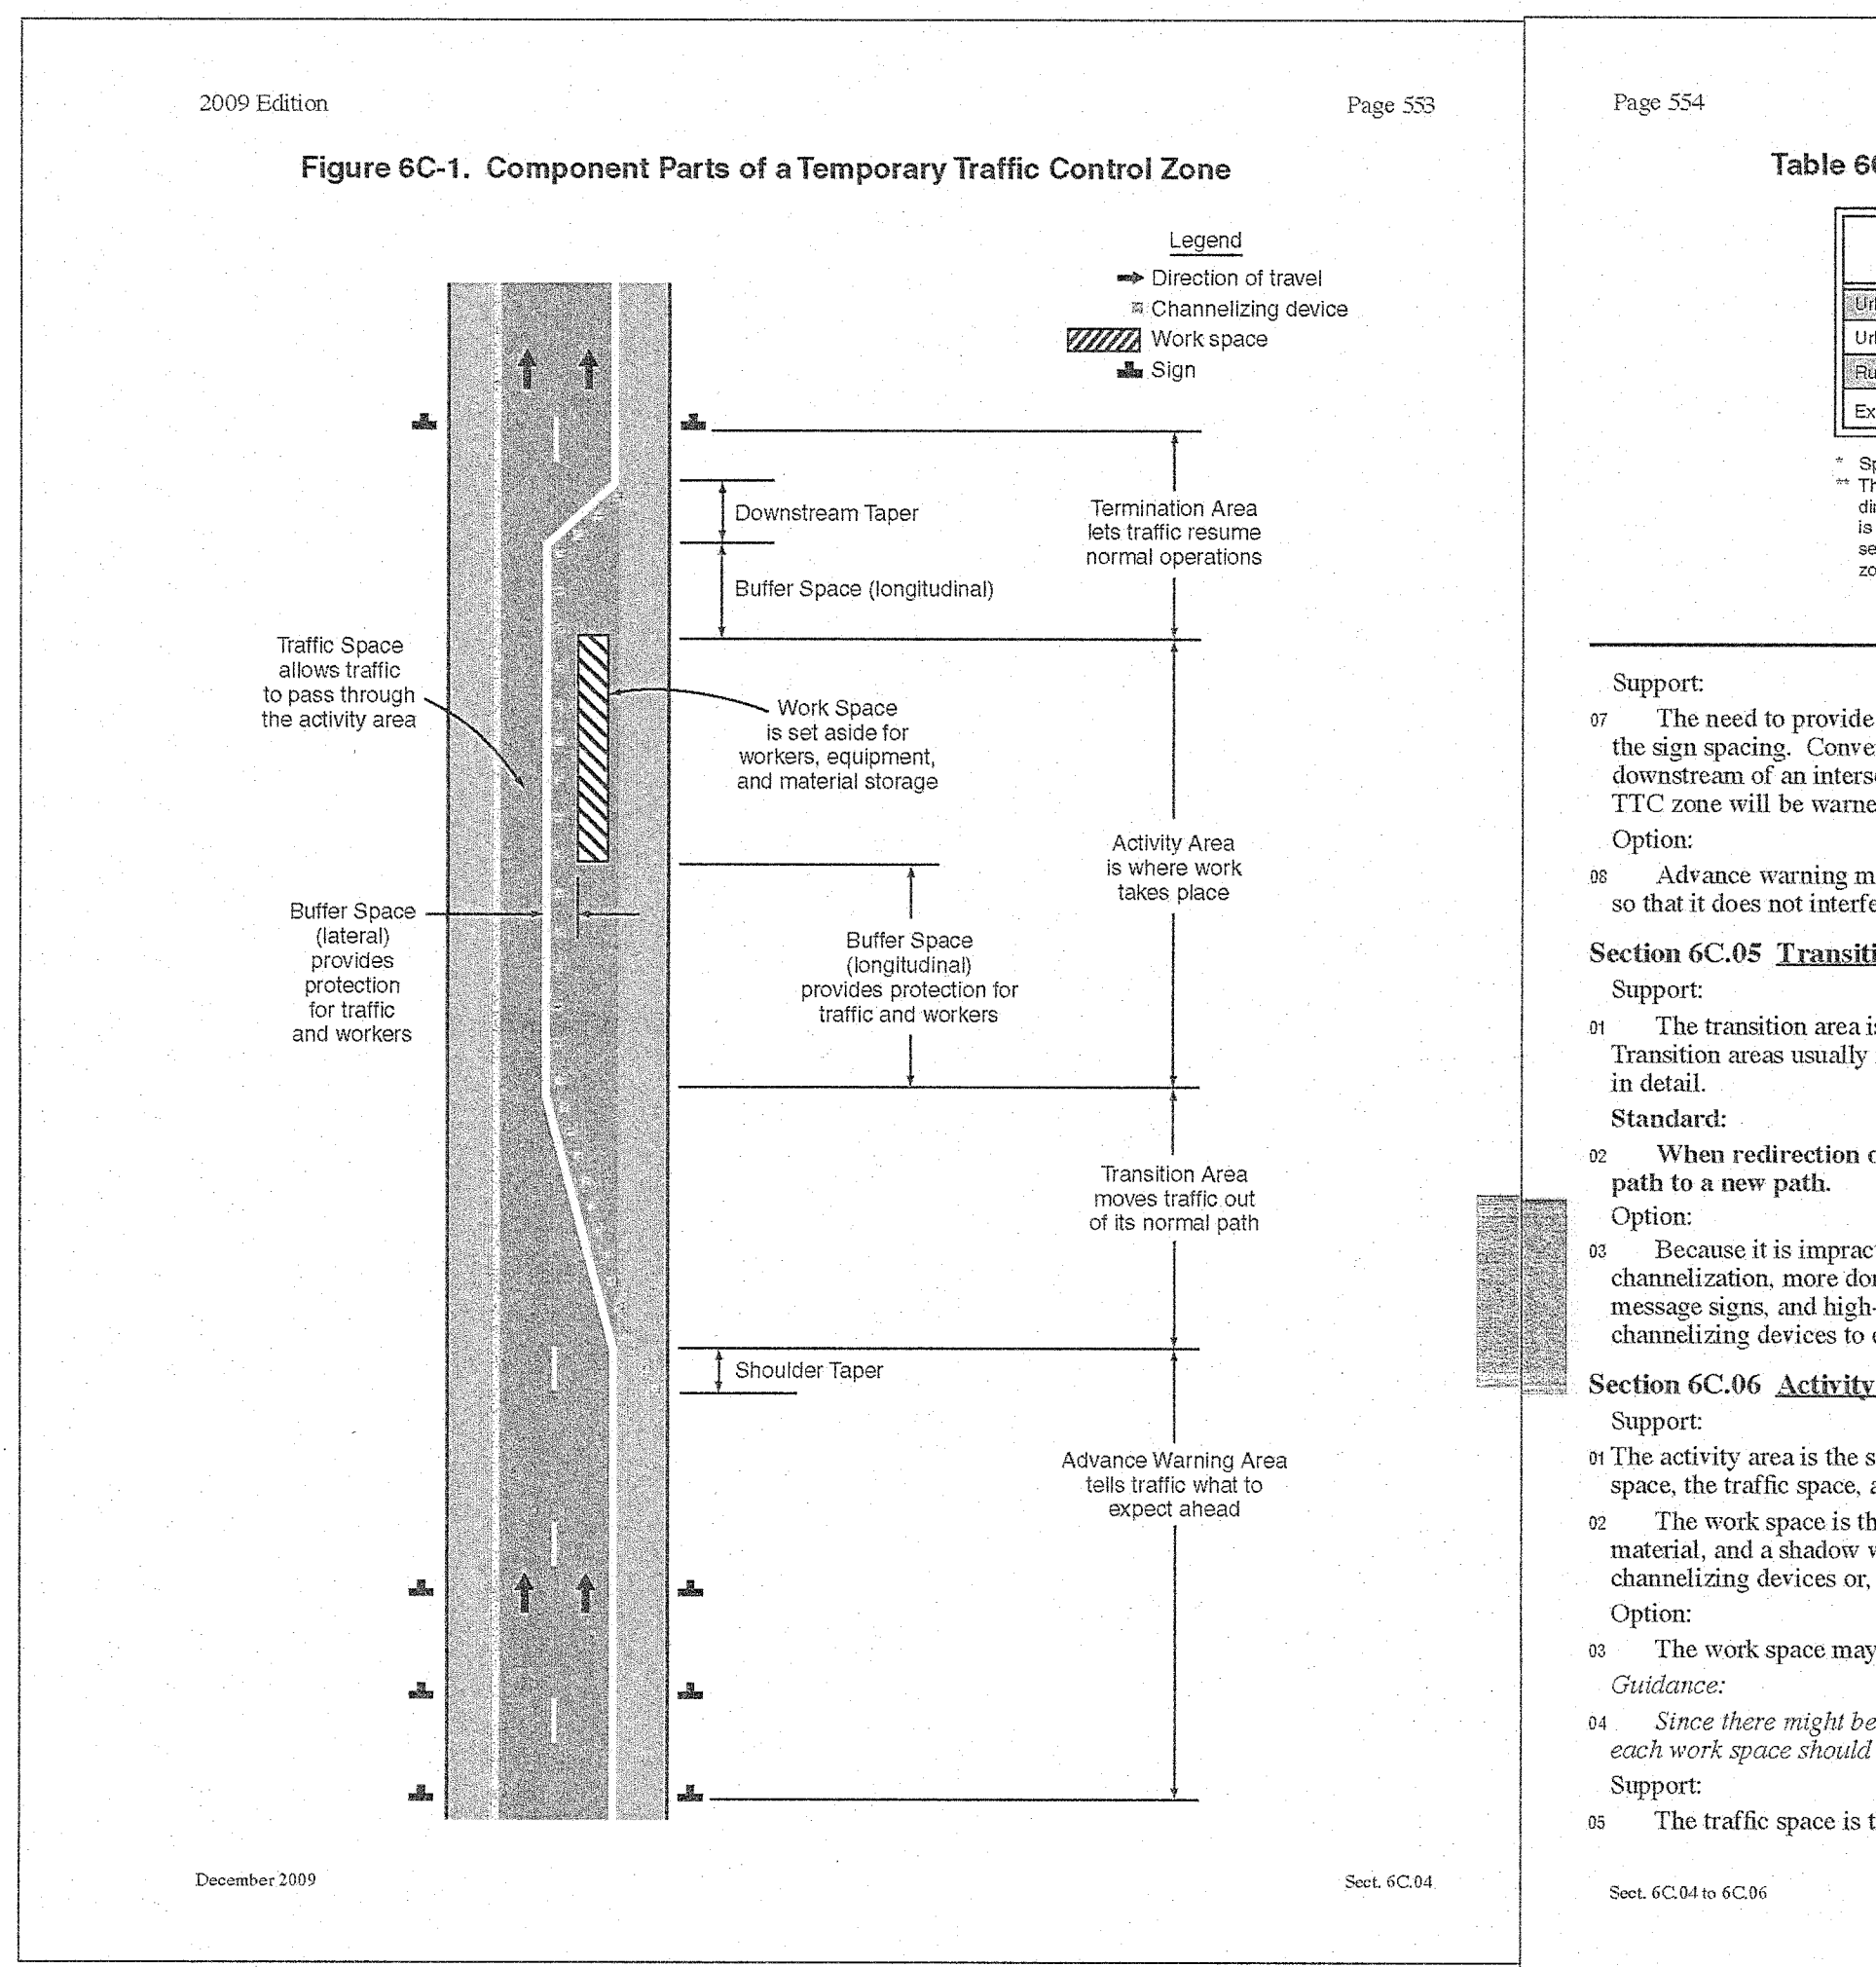 2009 Edition
Page 553
Figure 6C-1. Component Parts of a Temporary Traffic Control Zone
Legend
Direction of travel
Channelizing device
Work space
Sign
Downstream Taper
Buffer Space (longitudinal)
Termination Area
lets traffic resume
normal operations
Traffic Space
allows traffic
to pass through
the activity area
Work Space
is set aside for
workers, equipment,
and material storage
Activity Area
is where work
takes place
Buffer Space
(lateral)
provides
protection
for traffic
and workers
Buffer Space
(longitudinal)
provides protection for
traffic and workers
Transition Area
moves traffic out
of its normal path
Shoulder Taper
Advance Warning Area
tells traffic what to
expect ahead
December 2009
Sect. 6C.04
Page 554
Table
* 
**
is
Support:
07 The need to provide
the sign spacing.
downstream of an
TTC zone will be
Option:
08 Advance warning
so that it does not
Section 6C.05
Support:
01 The transition area
Transition areas usually
in detail.
Standard:
02 When redirection
path to a new path.
Option:
03 Because it is
channelization, more
message signs, and
channelizing devices to
Section 6C.06 Activity
Support:
01 The activity area is the
space, the traffic space,
02 The work space is
material, and a shadow
channelizing devices or,
Option:
03 The work space may
Guidance:
04 Since there might be
each work space should
Support:
05 The traffic space is
Sect. 6C.04 to 6C.06